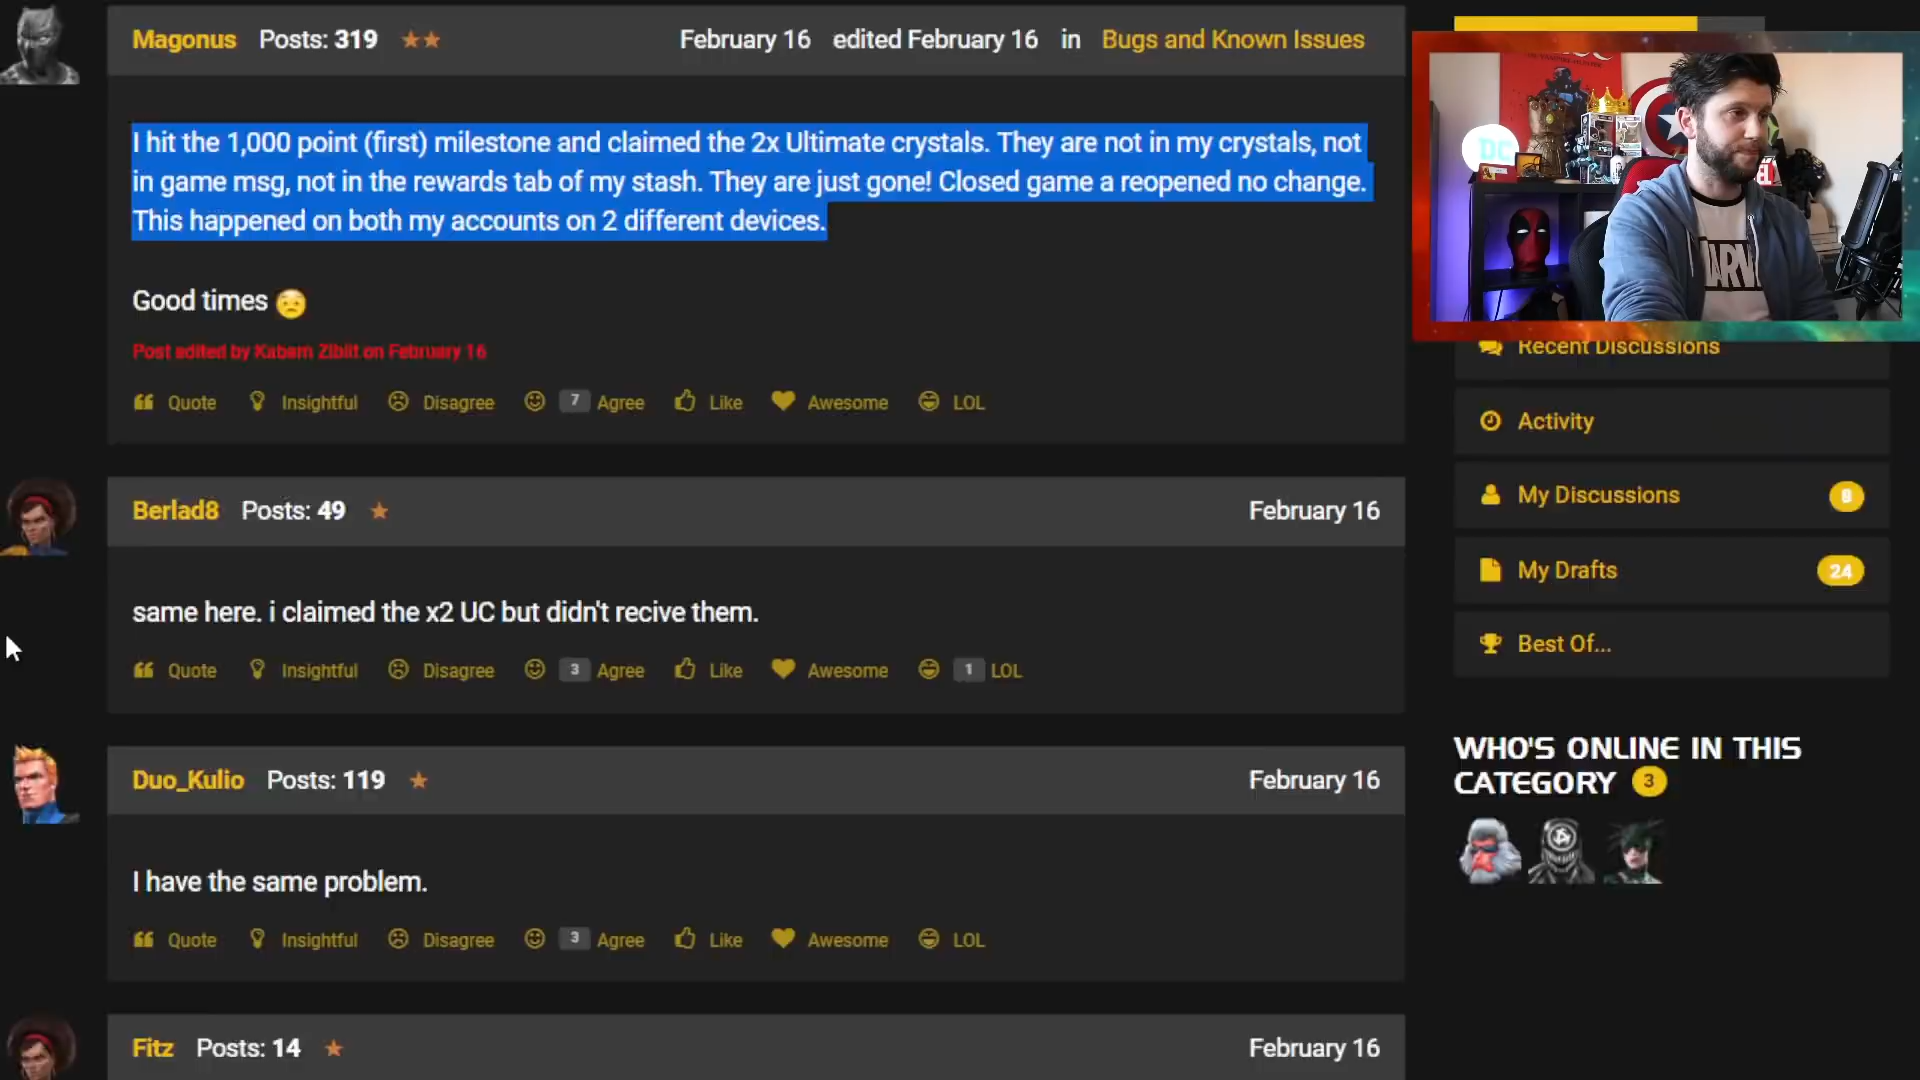 Magonus Posts: 319 February 16 edited February 16 in Bugs and Known Issues
I hit the 1,000 point (first) milestone and claimed the 2x Ultimate crystals. They are not in my crystals, not
in game msg, not in the rewards tab of my stash. They are just gone! Closed game a reopened no change.
This happened on both my accounts on 2 different devices.
Good times
Post edited by Kabam Zibiit on February 16
Quote Insightful Disagree 7 Agree Like Awesome LOL
Berlad8 Posts: 49 February 16
same here. i claimed the x2 UC but didn't recive them.
Quote Insightful Disagree 3 Agree Like Awesome 1 LOL
Duo_Kulio Posts: 119 February 16
I have the same problem.
Quote Insightful Disagree 3 Agree Like Awesome LOL
Fitz Posts: 14 February 16
DC
MARV
Recent Discussions
Activity
My Discussions 8
My Drafts 24
Best Of...
WHO'S ONLINE IN THIS
CATEGORY 3